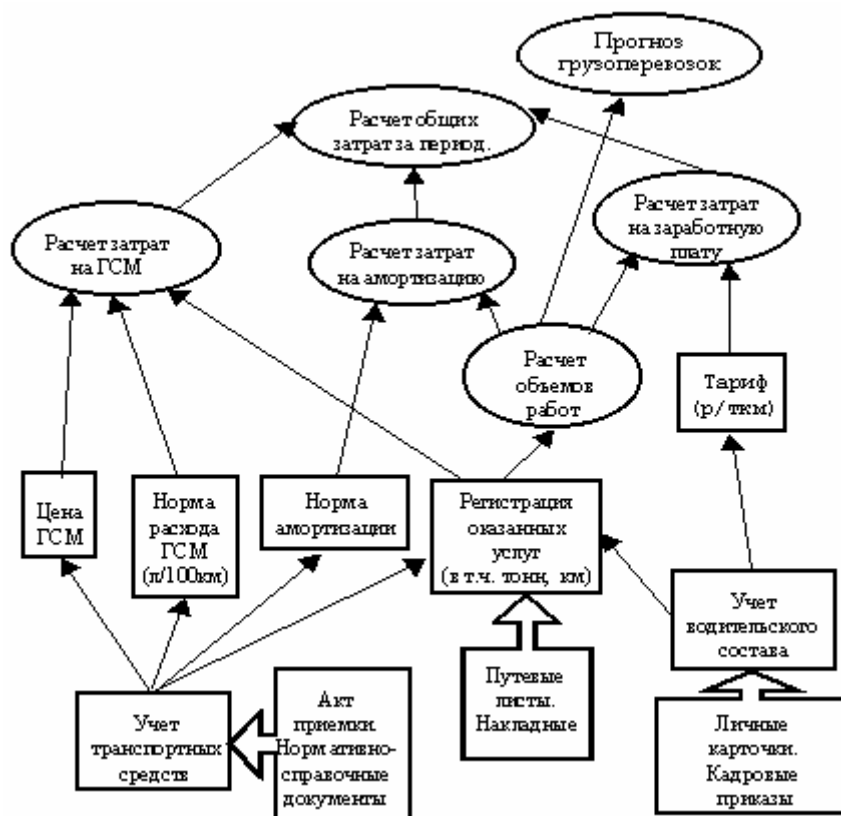 Прогноз
грузоперевозок
Расчет общих
затрат за период.
Расчет затрат
на ГСМ
Расчет затрат
на амортизацию
Расчет затрат
на заработную
плату
Расчет
объемов
работ
Тариф
(р/ткм)
Цена
ГСМ
Норма
расхода
ГСМ
(л/100км)
Норма
амортизации
Регистрация
оказанных
услуг
(в т.ч. тонн, км)
Учет
водительского
состава
Учет
транспортных
средств
Акт
приемки.
Нормативно-
справочные
документы
Путевые
листы.
Накладные
Личные
карточки.
Кадровые
приказы